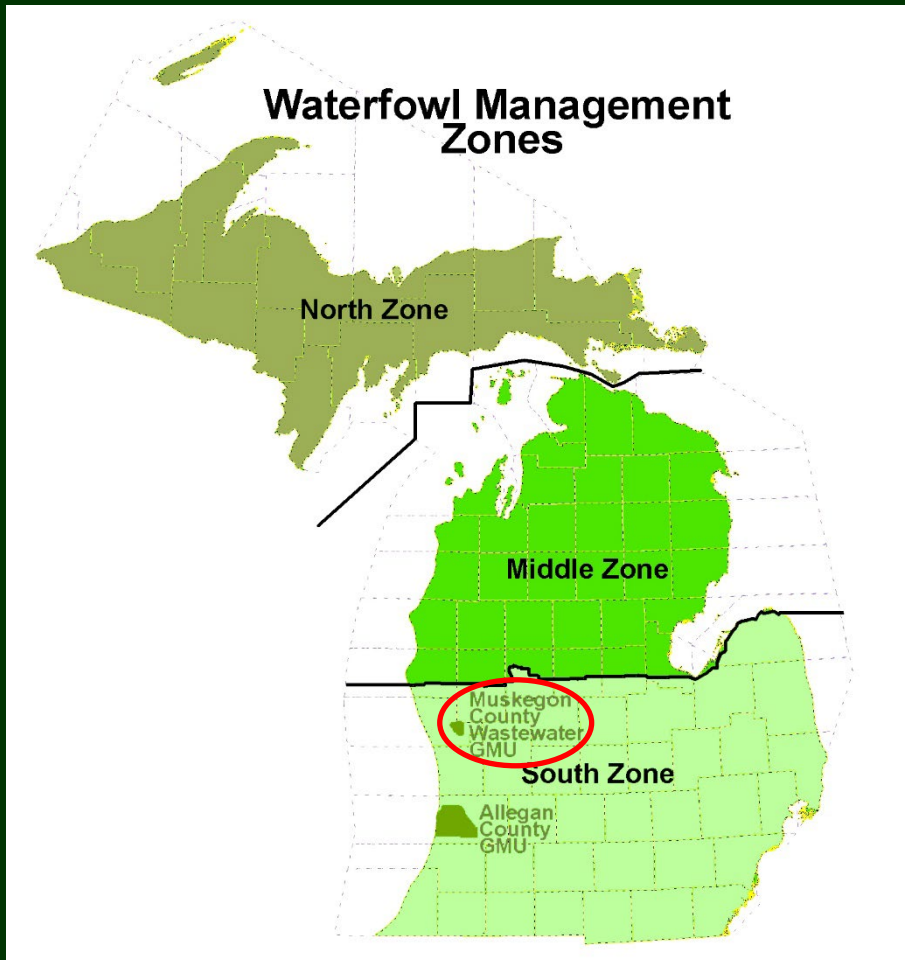 Waterfowl Management
Zones
North Zone
Middle Zone
Muskegon
County
Wastewater
GMU
South Zone
Allegan
County
GMU